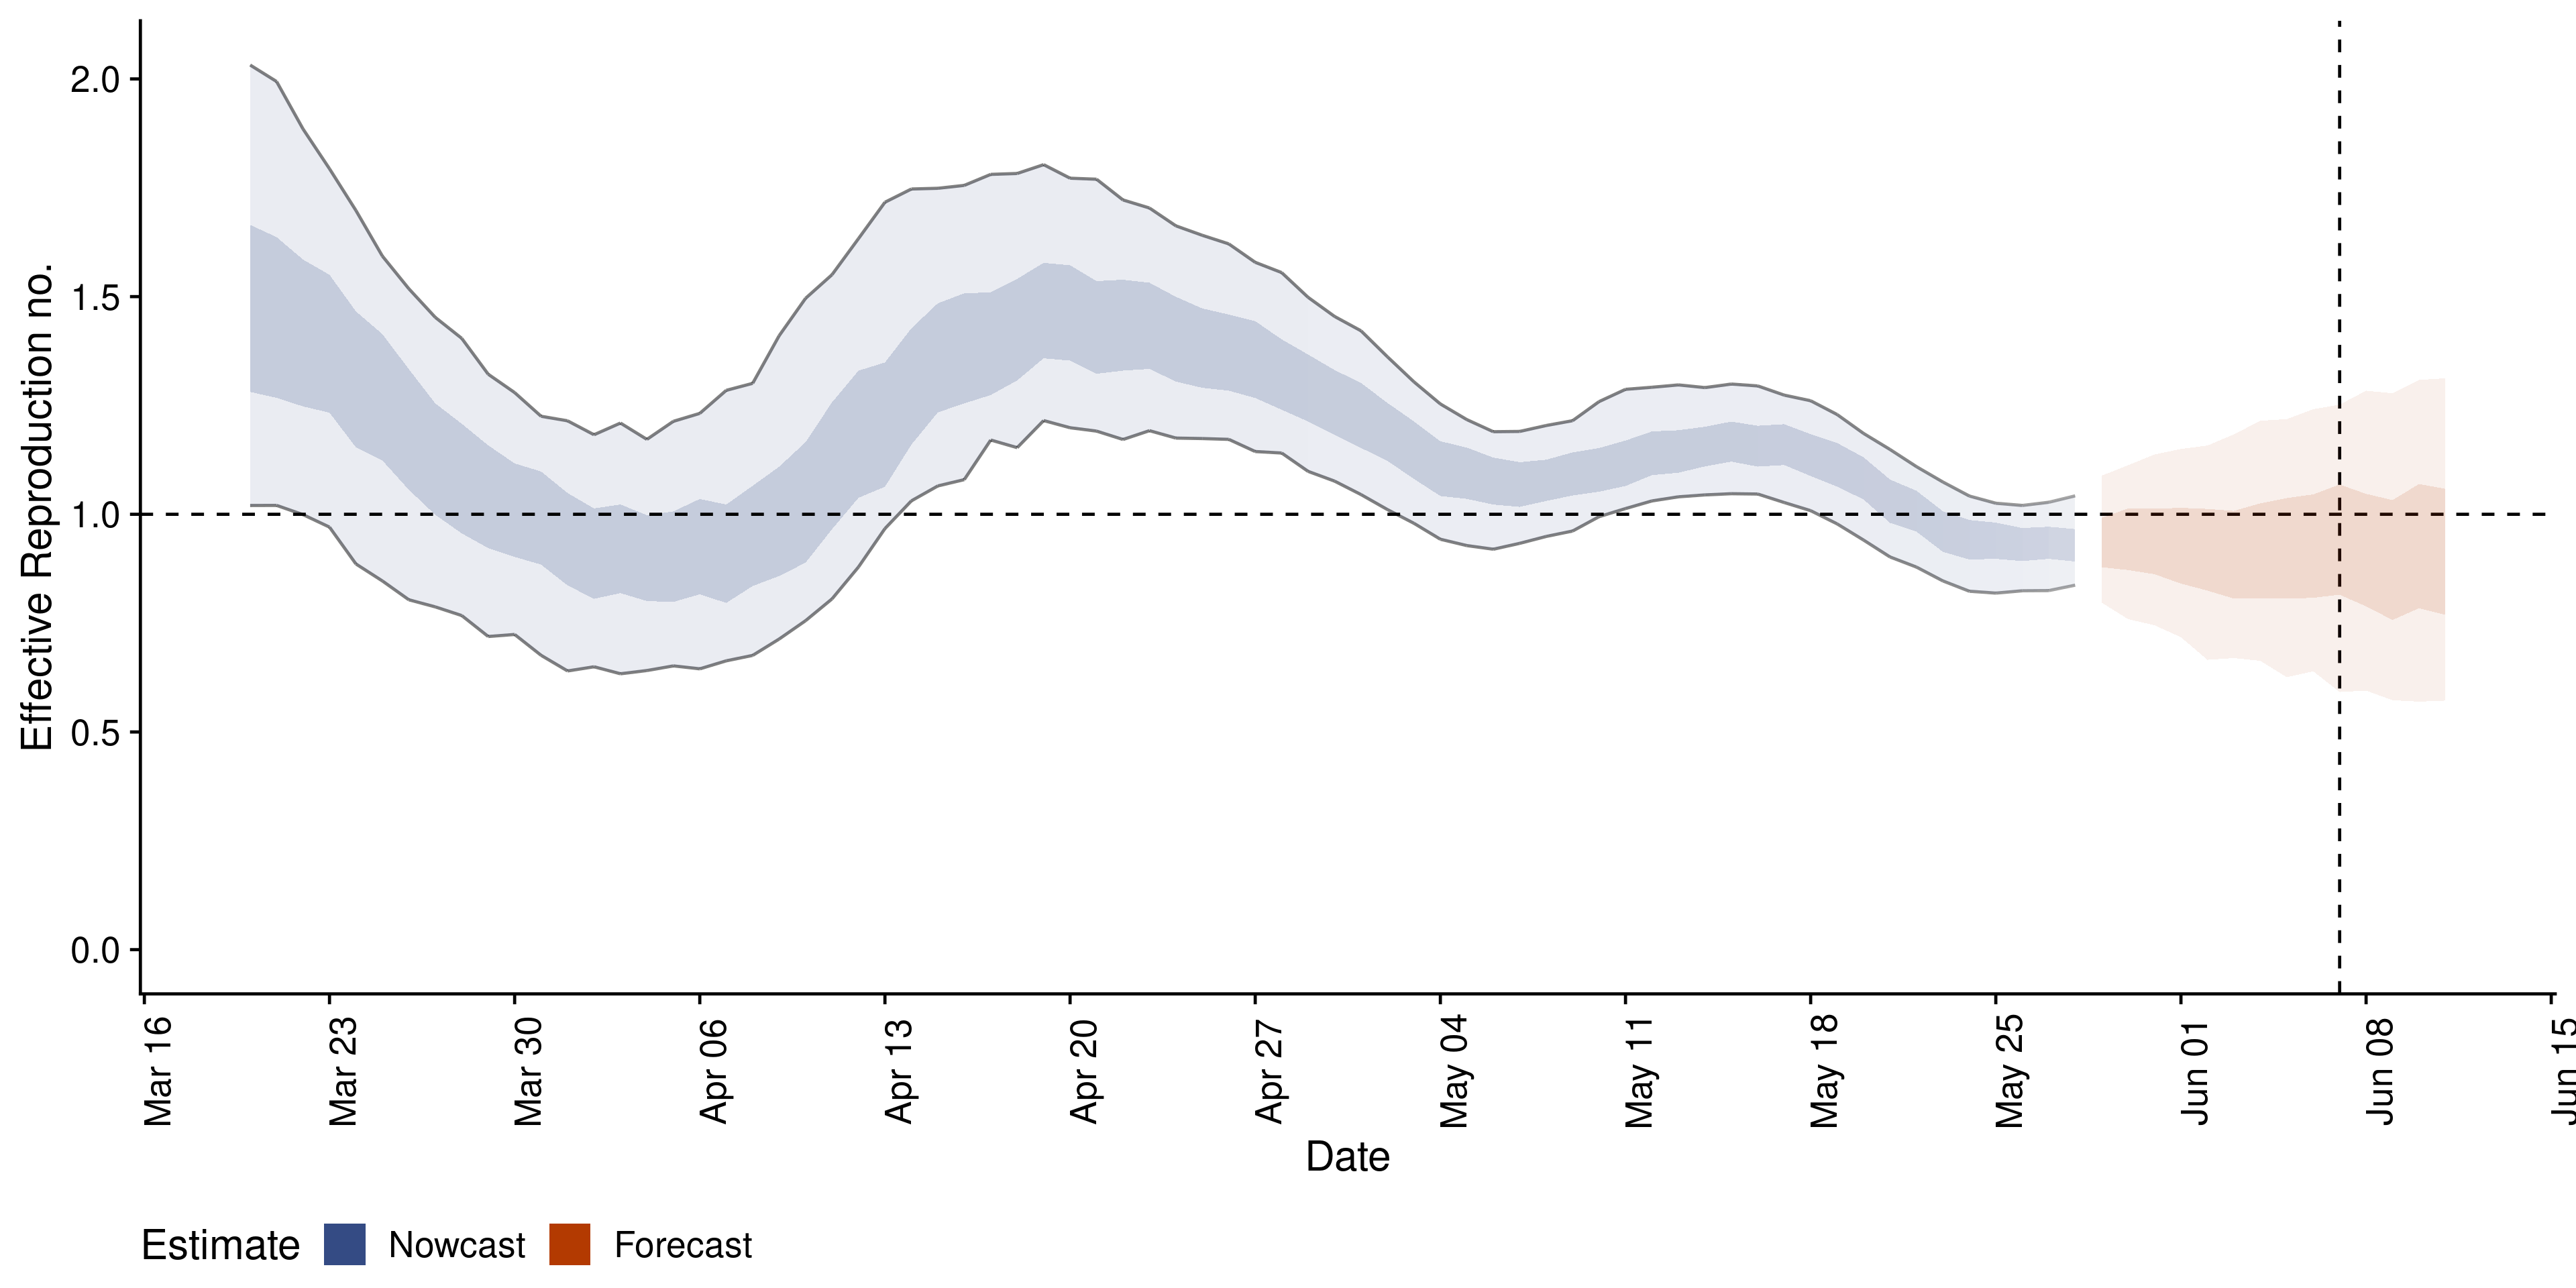 Effective Reproduction no.
2.0
1.5
1.0
0.5
0.0
Mar 16
Mar 23
Mar 30
Apr 06
Apr 13
Apr 20
Apr 27
May 04
May 11
May 18
May 25
Jun 01
Jun 08
Jun 15
Date
Estimate Nowcast Forecast